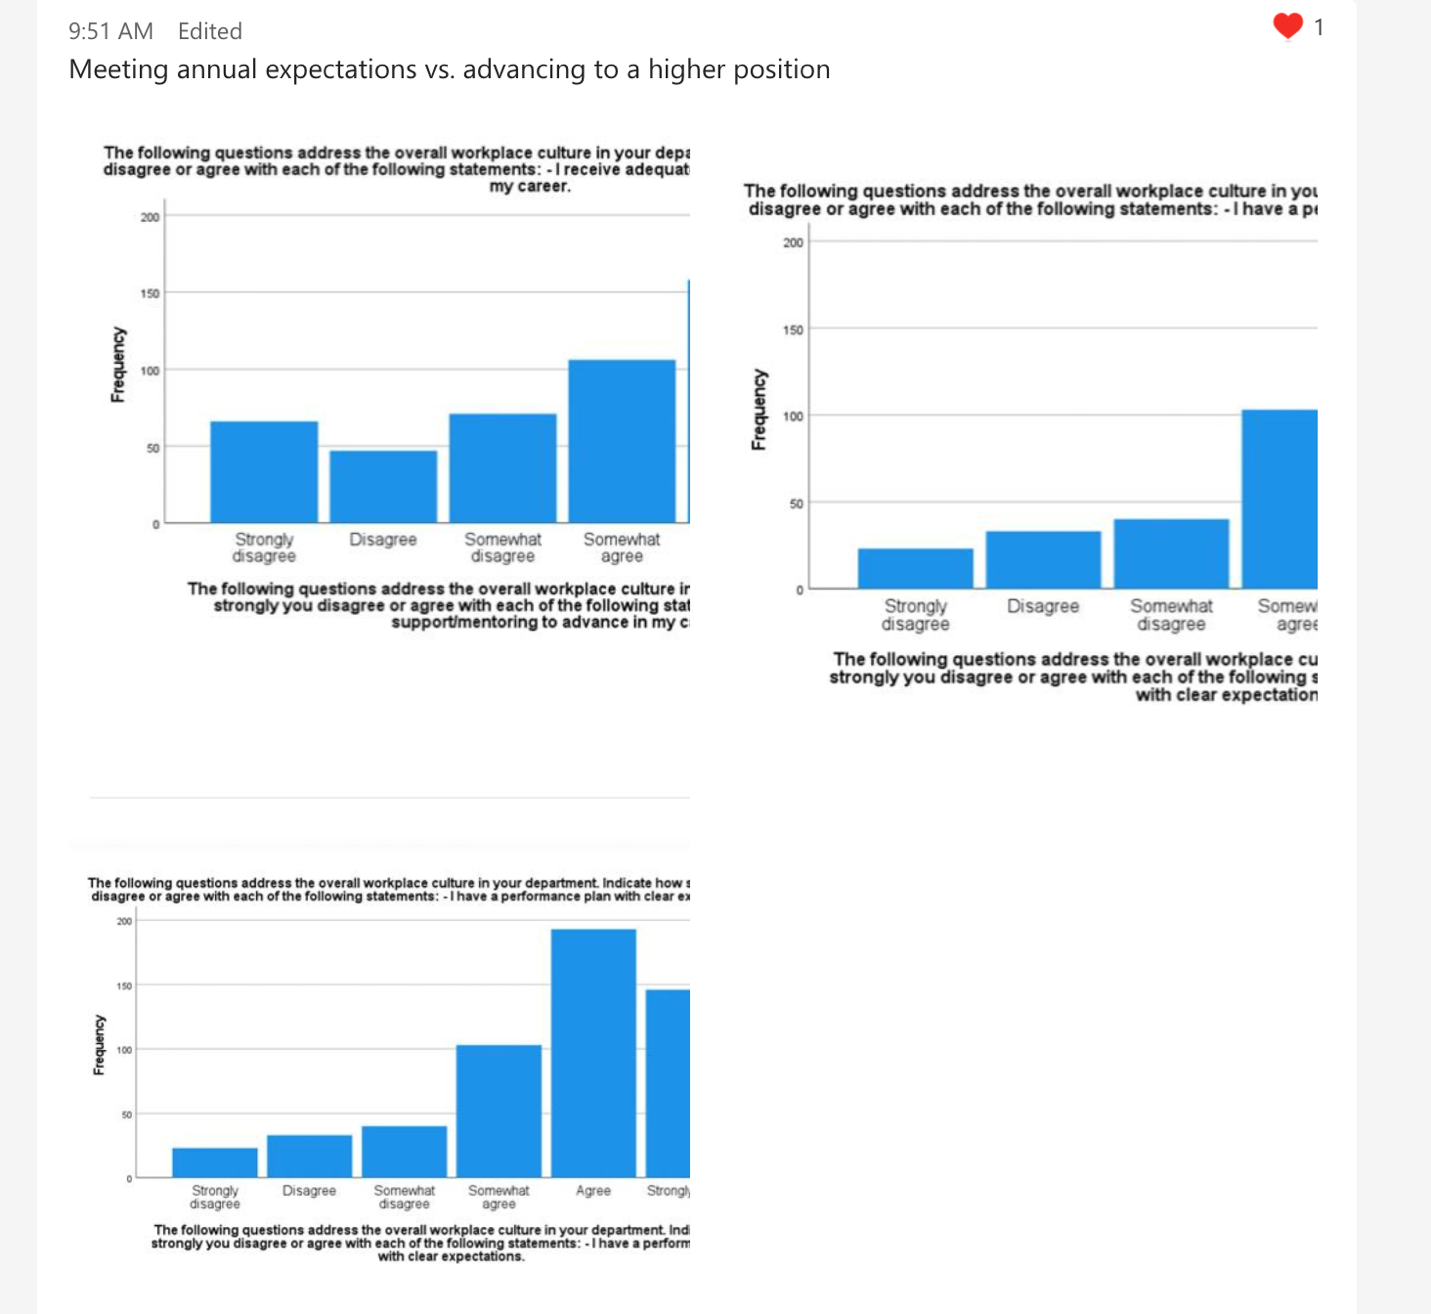 9:51 AM Edited
1
Meeting annual expectations vs. advancing to a higher position
The following questions address the overall workplace culture in your
disagree or agree with each of the following statements: - I receive
my career.
200
150
100
50
0
Frequency
Strongly Disagree Somewhat Somewhat
disagree disagree agree
The following questions address the overall workplace culture
strongly you disagree or agree with each of the following
support/mentoring to advance in my
The following questions address the overall workplace culture in
disagree or agree with each of the following statements: - I have a
200
150
100
50
0
Frequency
Strongly Disagree Somewhat
disagree disagree
The following questions address the overall workplace
strongly you disagree or agree with each of the following
with clear
The following questions address the overall workplace culture in your department. Indicate how
disagree or agree with each of the following statements: - I have a performance plan with clear
200
150
100
50
0
Frequency
Strongly Disagree Somewhat Somewhat Agree
disagree disagree agree
The following questions address the overall workplace culture in your department.
strongly you disagree or agree with each of the following statements: - I have a
with clear expectations.